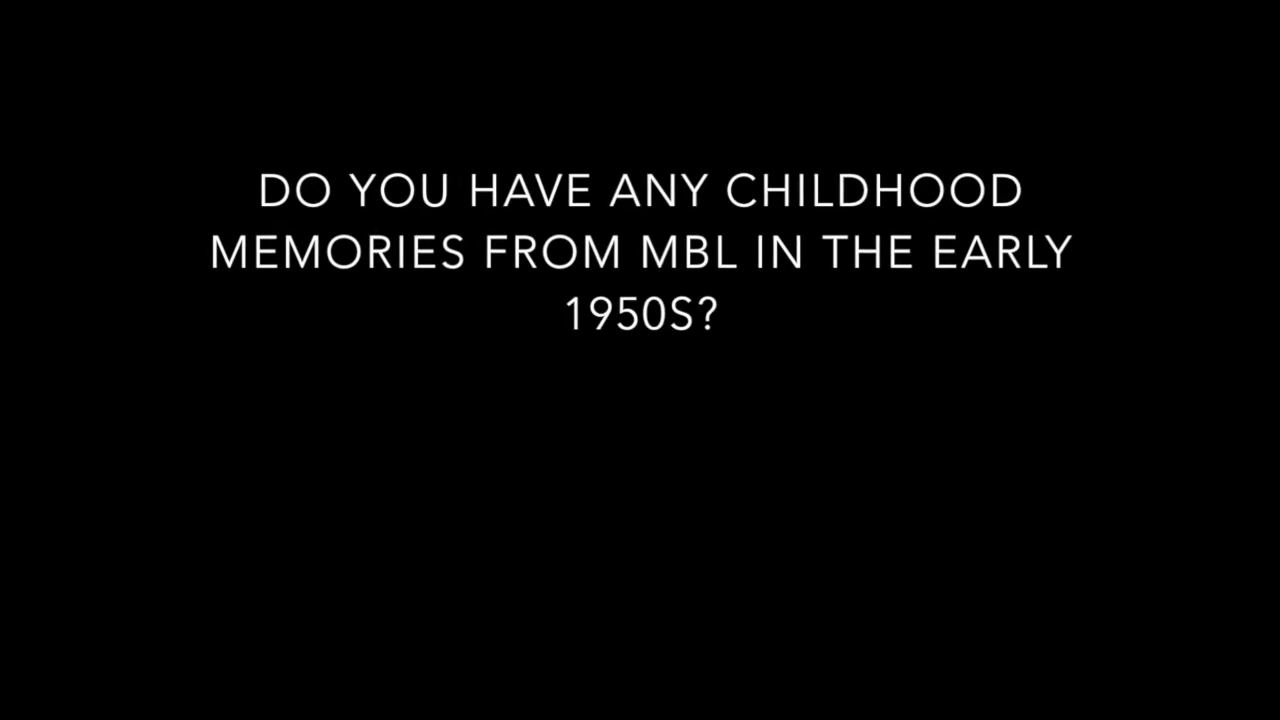 DO YOU HAVE ANY CHILDHOOD
MEMORIES FROM MBL IN THE EARLY
1950S?